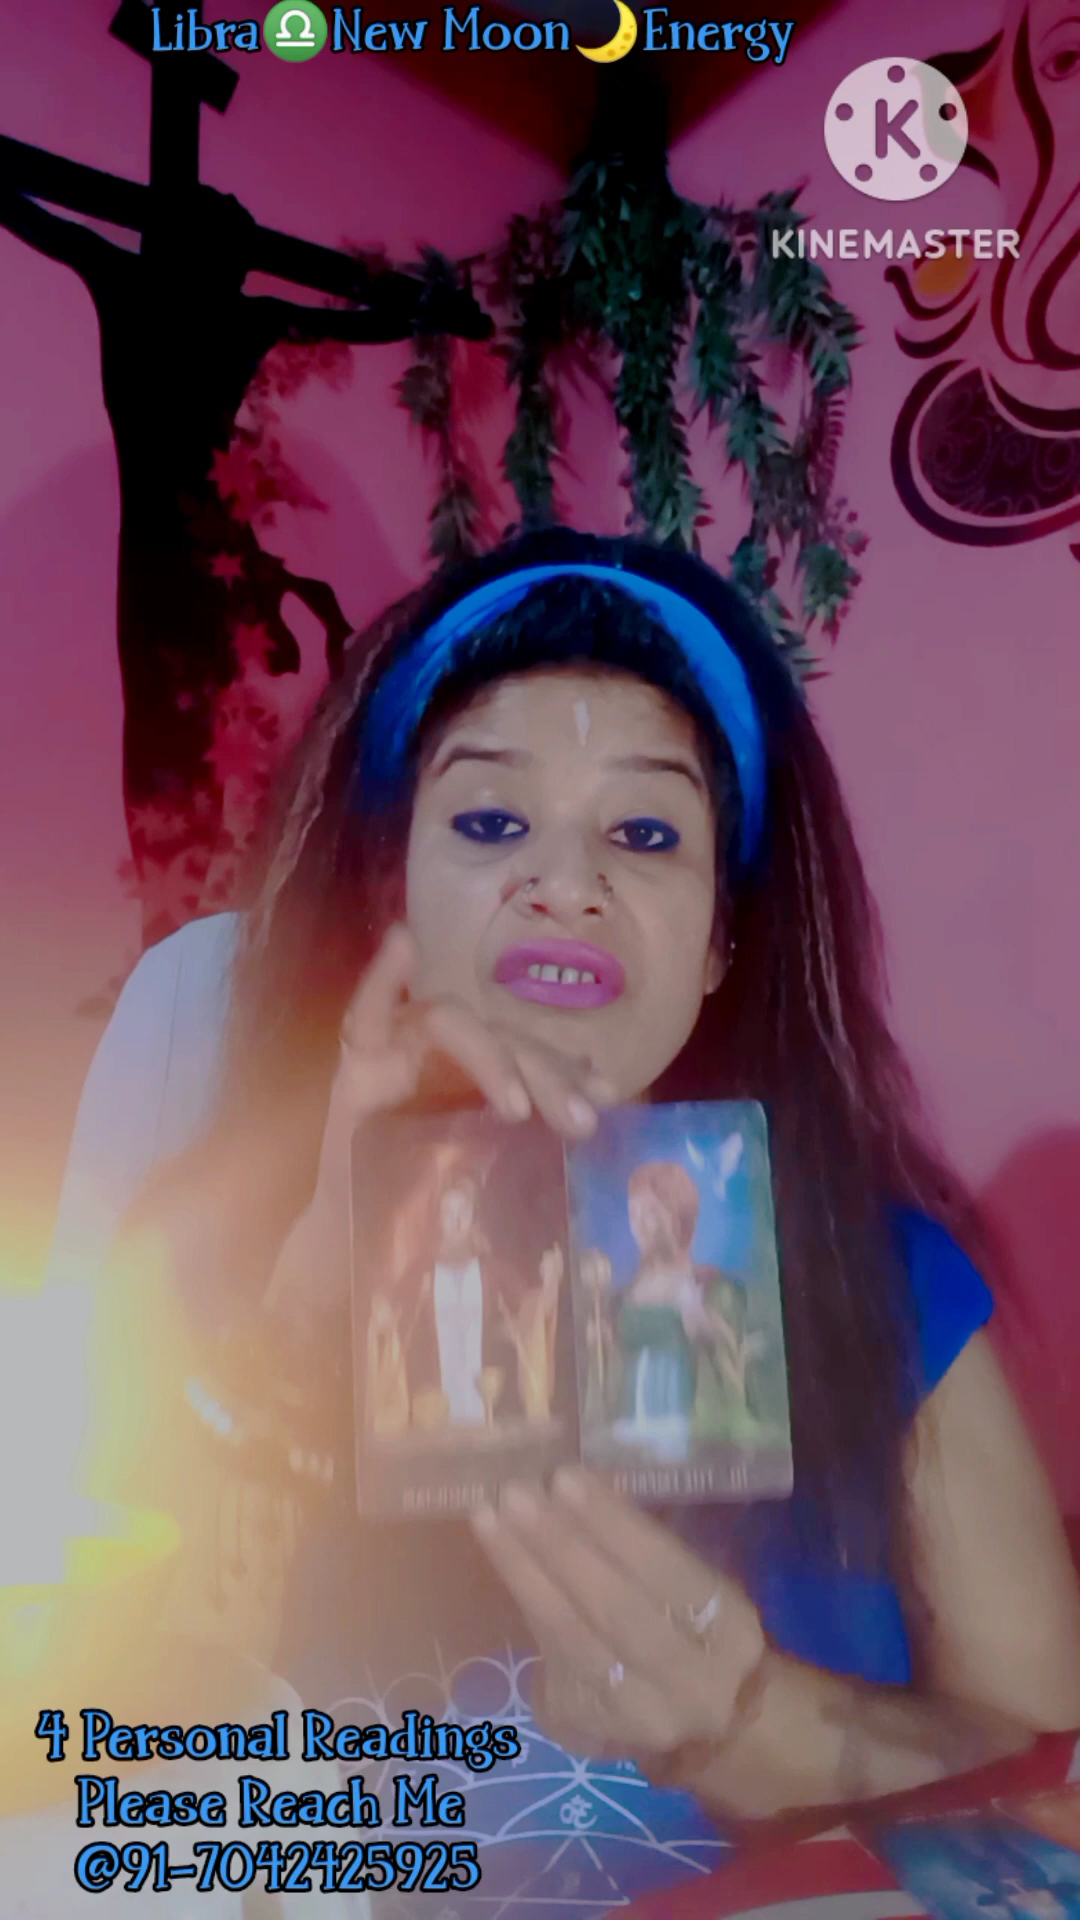 Libra♎New Moon🌙Energy
K
KINEMASTER
4 Personal Readings
Please Reach Me
@91-7042425925